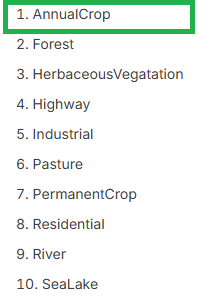 1. AnnualCrop
2. Forest
3. HerbaceousVegatation
4. Highway
5. Industrial
6. Pasture
7. PermanentCrop
8. Residential
9. River
10. SeaLake